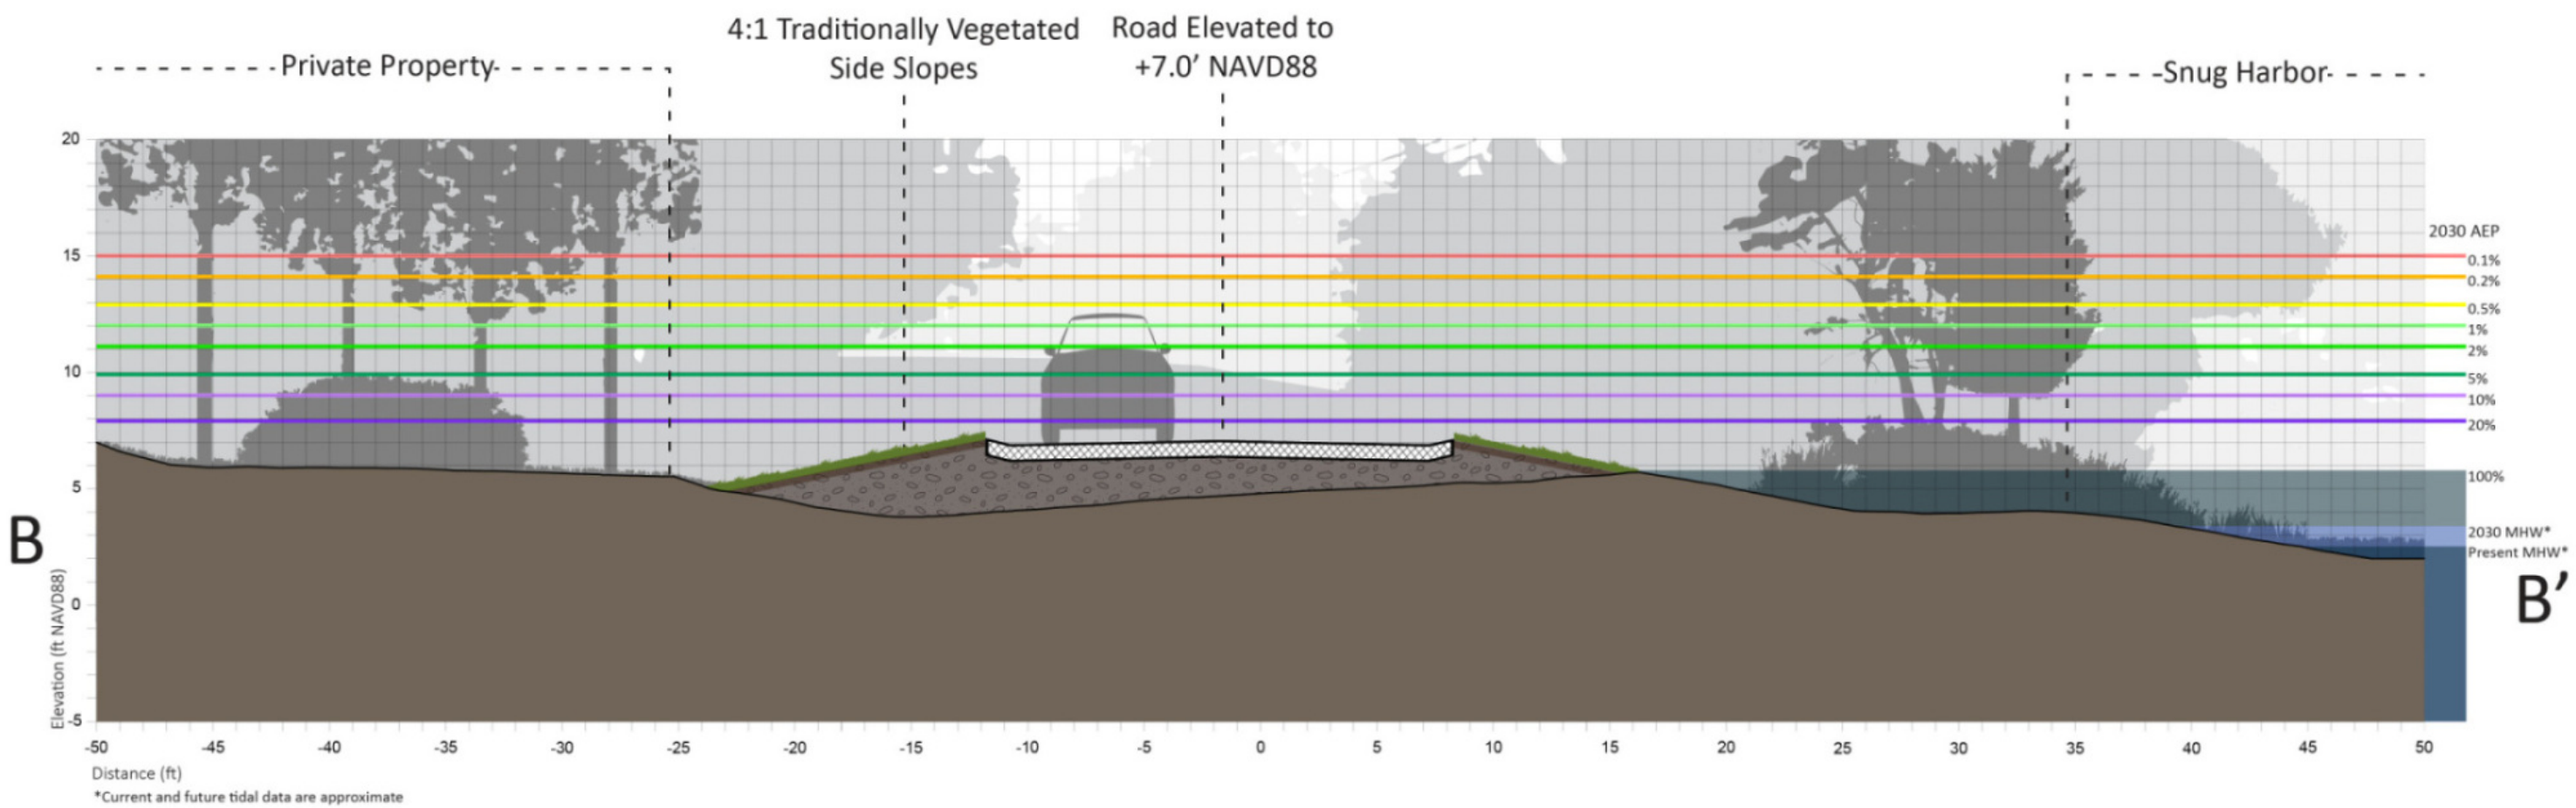 4:1 Traditionally Vegetated
Side Slopes
Road Elevated to
+7.0’ NAVD88
Private Property
Snug Harbor
20
15
10
5
0
-5
Elevation (ft NAVD88)
2030 AEP
0.1%
0.2%
0.5%
1%
2%
5%
10%
20%
100%
2030 MHW*
Present MHW*
B
B’
-50 -45 -40 -35 -30 -25 -20 -15 -10 -5 0 5 10 15 20 25 30 35 40 45 50
Distance (ft)
*Current and future tidal data are approximate